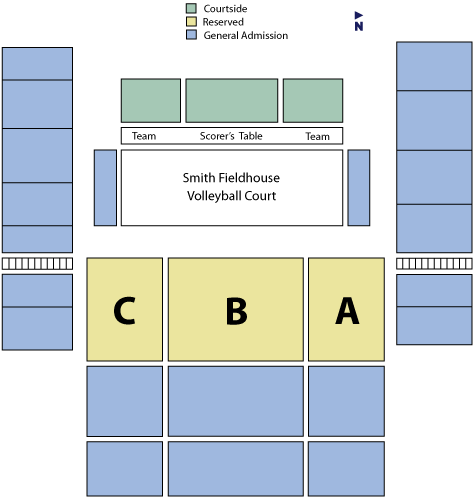 Courtside
Reserved
General Admission
N
Team Scorer's Table Team
Smith Fieldhouse
Volleyball Court
C B A